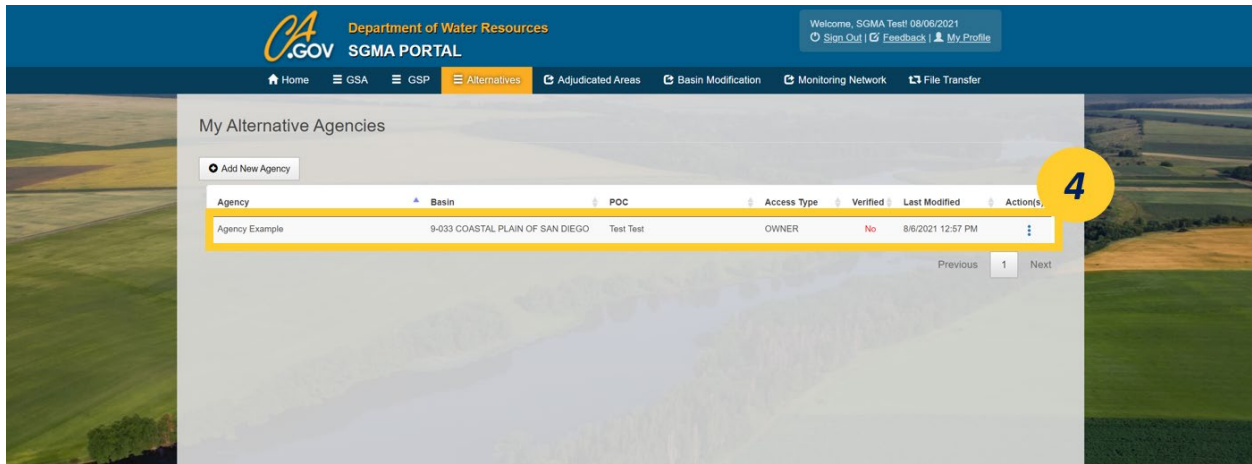 CA.GOV
Department of Water Resources
SGMA PORTAL
Welcome, SGMA Test! 08/06/2021
Sign Out | Feedback | My Profile
Home GSA GSP Alternatives Adjudicated Areas Basin Modification Monitoring Network File Transfer
My Alternative Agencies
Add New Agency
4
Agency Basin POC Access Type Verified Last Modified Action(s)
Agency Example 9-033 COASTAL PLAIN OF SAN DIEGO Test Test OWNER No 8/6/2021 12:57 PM
Previous 1 Next